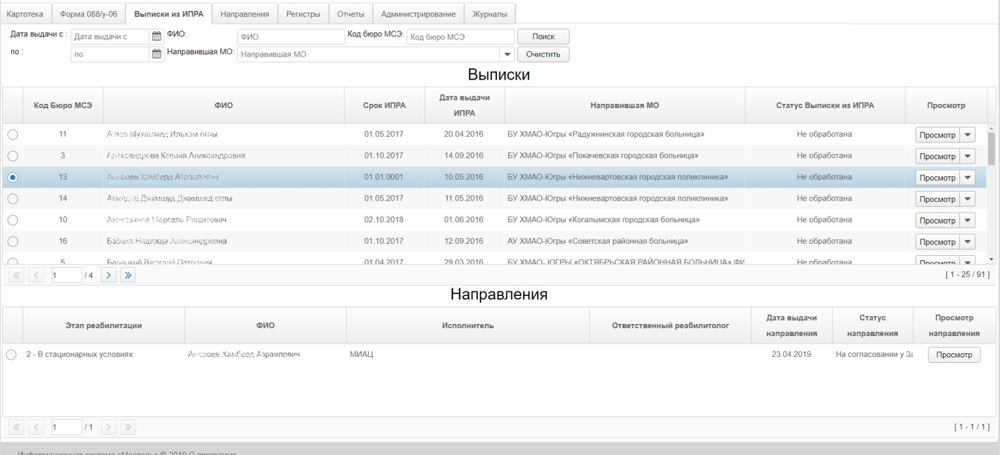 Картотека Форма 088/у-06 Выписки из ИПРА Направления Регистры Отчеты Администрирование Журналы
Дата выдачи с : Дата выдачи с ФИО: ФИО Код бюро МСЭ: Код бюро МСЭ Поиск
по : по Направившая МО: Направившая МО Очистить
Выписки
Код Бюро МСЭ ФИО Срок ИПРА Дата выдачи ИПРА Направившая МО Статус Выписки из ИПРА Просмотр
11 Мухаммед Ильхам оглы 01.05.2017 20.04.2016 БУ ХМАО-Югры «Радужнинская городская больница» Не обработана Просмотр
3 Александрова Ксения Александровна 01.10.2017 14.09.2016 БУ ХМАО-Югры «Покачевская городская больница» Не обработана Просмотр
13 Хамберд Азраилович 01.01.0001 10.05.2016 БУ ХМАО-Югры «Нижневартовская городская поликлиника» Не обработана Просмотр
14 Джумшуд Джамшид оглы 01.05.2017 11.05.2016 БУ ХМАО-Югры «Нижневартовская городская поликлиника» Не обработана Просмотр
10 Марсель 02.10.2018 01.06.2016 БУ ХМАО-Югры «Когалымская городская больница» Не обработана Просмотр
16 Надежда Александровна 01.10.2017 12.09.2016 АУ ХМАО-Югры «Советская районная больница» Не обработана Просмотр
5 Василий Петрович 01.04.2017 29.03.2016 БУ ХМАО- ЮГРЫ «ОКТЯБРЬСКАЯ РАЙОННАЯ БОЛЬНИЦА» ФИ Не обработана Просмотр
1 / 4 [ 1 - 25 / 91 ]
Направления
Этап реабилитации ФИО Исполнитель Ответственный реабилитолог Дата выдачи направления Статус направления Просмотр направления
2 - В стационарных условиях Хамберд Азраилович МИАЦ 23.04.2019 На согласовании у За Просмотр
1 / 1 [ 1 - 1 / 1 ]
Информационная система «Медведь» © 2019 О программе